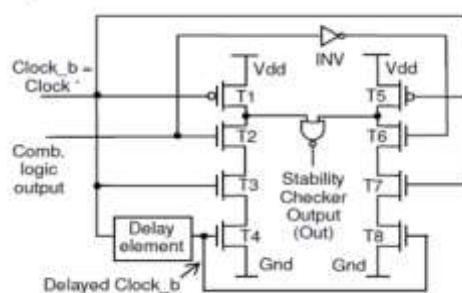 Clock_b =
Clock '
Vdd
INV
Vdd
T1
T5
T2
T6
Comb.
logic
output
Stability
Checker
Output
(Out)
T3
T7
Delay
element
T4
T8
Gnd
Gnd
Delayed Clock_b